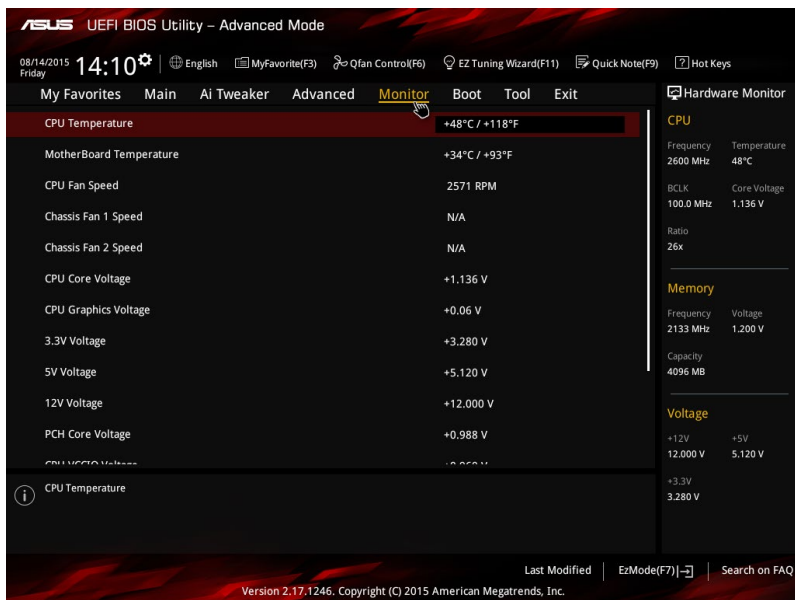 ASUS UEFI BIOS Utility – Advanced Mode
08/14/2015 Friday 14:10 English MyFavorite(F3) Qfan Control(F6) EZ Tuning Wizard(F11) Quick Note(F9) ? Hot Keys
My Favorites Main Ai Tweaker Advanced Monitor Boot Tool Exit
CPU Temperature +48°C / +118°F
MotherBoard Temperature +34°C / +93°F
CPU Fan Speed 2571 RPM
Chassis Fan 1 Speed N/A
Chassis Fan 2 Speed N/A
CPU Core Voltage +1.136 V
CPU Graphics Voltage +0.06 V
3.3V Voltage +3.280 V
5V Voltage +5.120 V
12V Voltage +12.000 V
PCH Core Voltage +0.988 V
CPU VCCIO Voltage
i CPU Temperature
Hardware Monitor
CPU
Frequency Temperature
2600 MHz 48°C
BCLK Core Voltage
100.0 MHz 1.136 V
Ratio
26x
Memory
Frequency Voltage
2133 MHz 1.200 V
Capacity
4096 MB
Voltage
+12V +5V
12.000 V 5.120 V
+3.3V
3.280 V
Last Modified EzMode(F7) Search on FAQ
Version 2.17.1246. Copyright (C) 2015 American Megatrends, Inc.